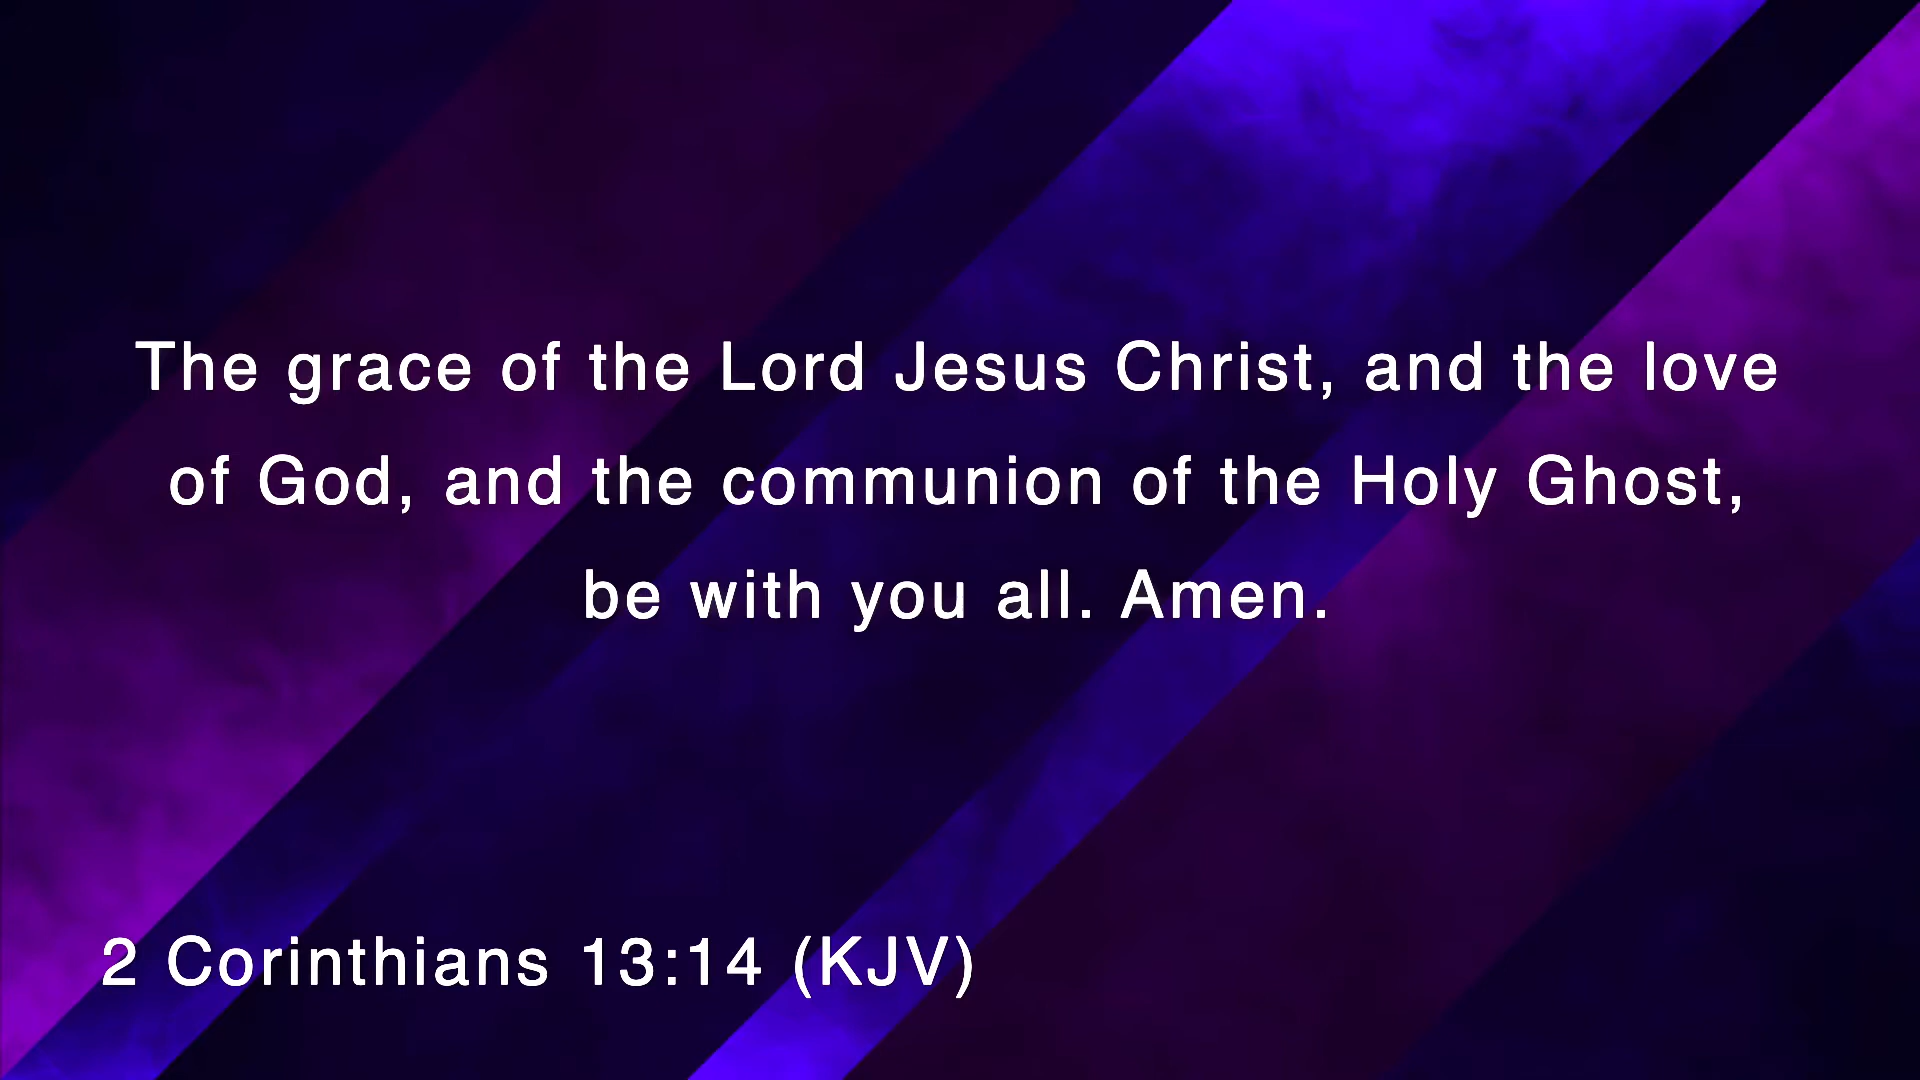 The grace of the Lord Jesus Christ, and the love
of God, and the communion of the Holy Ghost,
be with you all. Amen.
2 Corinthians 13:14 (KJV)